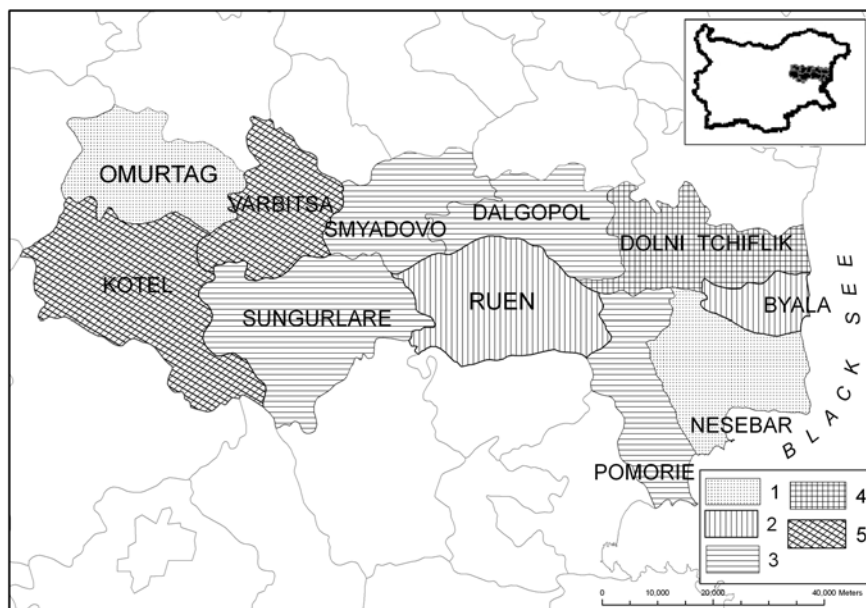 OMURTAG
VARBITSA
SMYADOVO
DALGOPOL
DOLNI TCHIFLIK
KOTEL
SUNGURLARE
RUEN
BYALA
NESEBAR
POMORIE
BLACK SEE
1
2
3
4
5
0 10,000 20,000 40,000 Meters